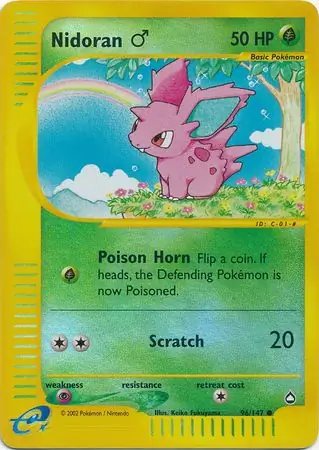 Nidoran ♂ 50 HP
Basic Pokémon
ID: C-01-#
Poison Horn Flip a coin. If
heads, the Defending Pokémon is
now Poisoned.
Scratch 20
weakness resistance retreat cost
© 2002 Pokémon / Nintendo Illus. Keiko Fukuyama 96/147 ●
e